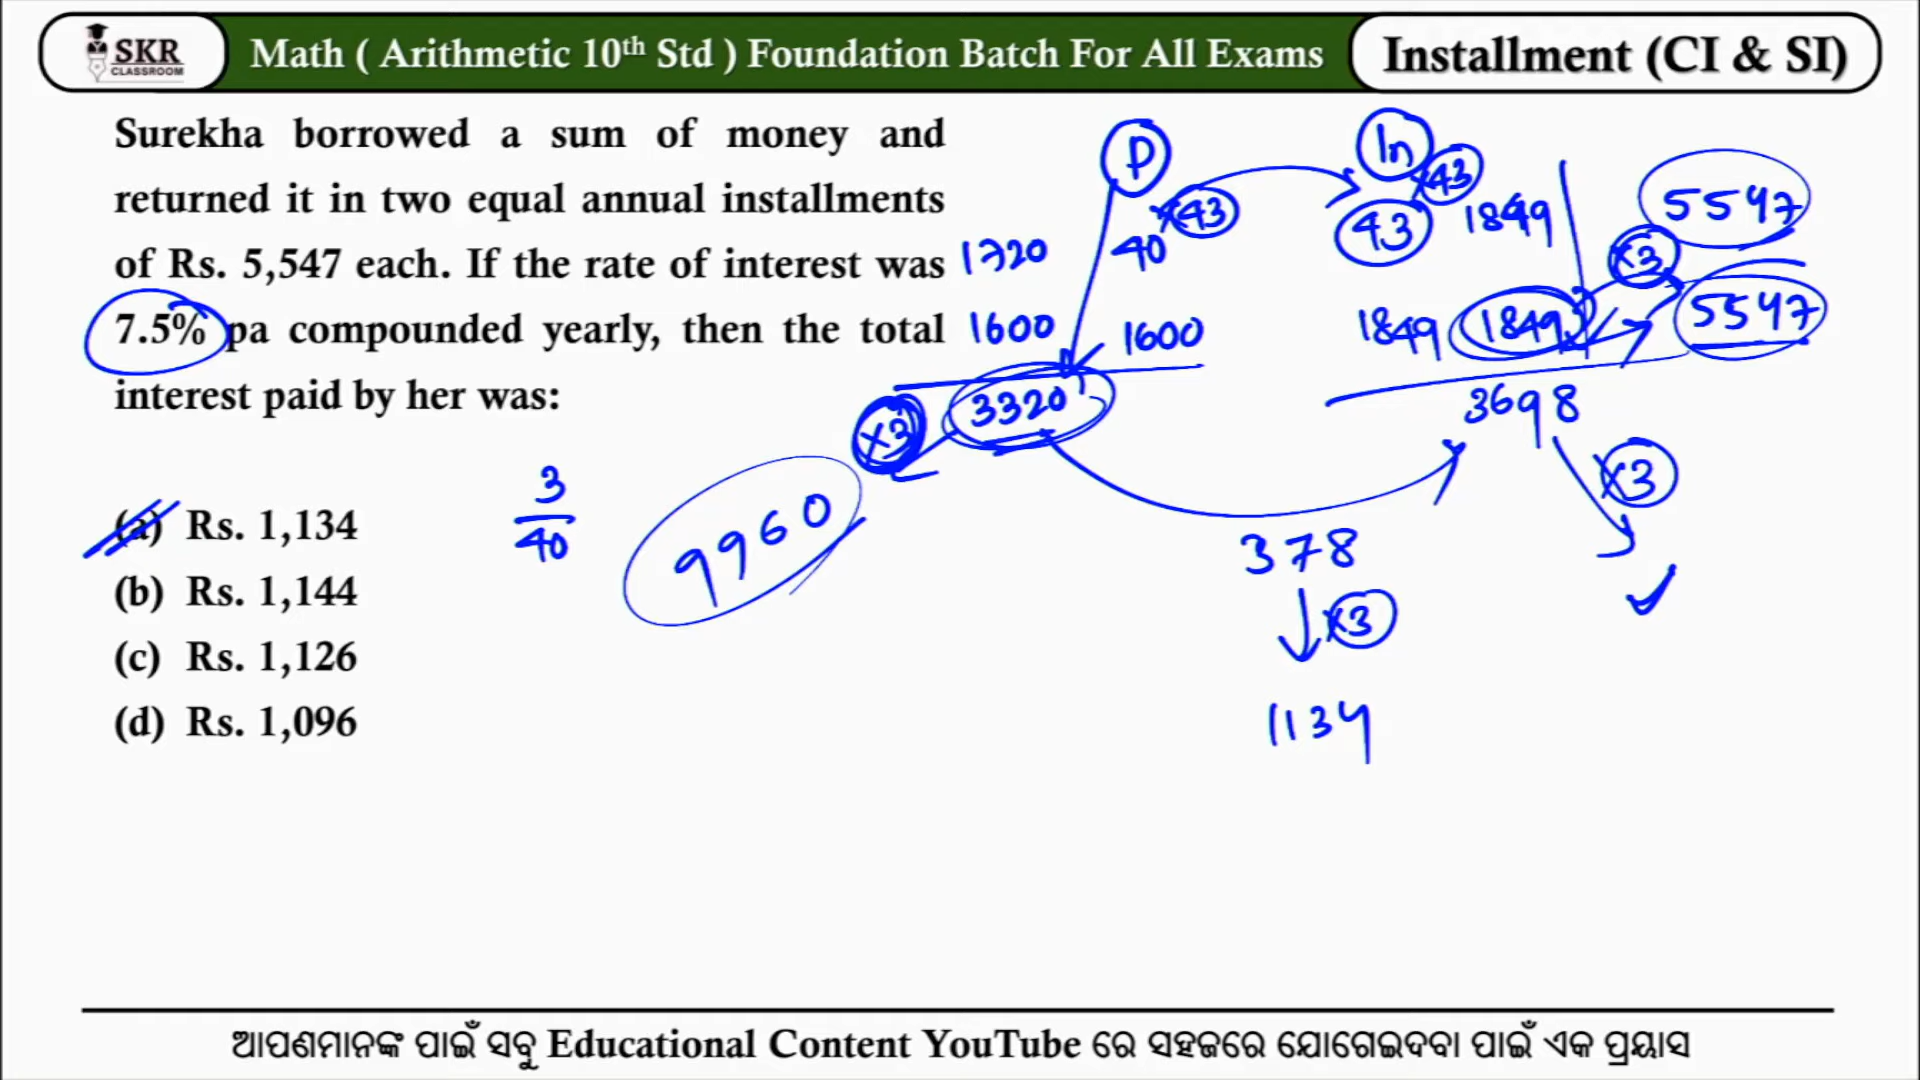 SKR
CLASSROOM
Math ( Arithmetic 10th Std ) Foundation Batch For All Exams
Installment (CI & SI)
Surekha borrowed a sum of money and
returned it in two equal annual installments
of Rs. 5,547 each. If the rate of interest was
7.5% pa compounded yearly, then the total
interest paid by her was:
(a) Rs. 1,134
(b) Rs. 1,144
(c) Rs. 1,126
(d) Rs. 1,096
3
40
9960
P
In
×43
×43
1720
40
43
1849
5547
×3
1600
1600
1849
1849
5547
×3
3320
3698
×3
378
×3
1134
ଆପଣମାନଙ୍କ ପାଇଁ ସବୁ Educational Content YouTube ରେ ସହଜରେ ଯୋଗେଇଦବା ପାଇଁ ଏକ ପ୍ରୟାସ